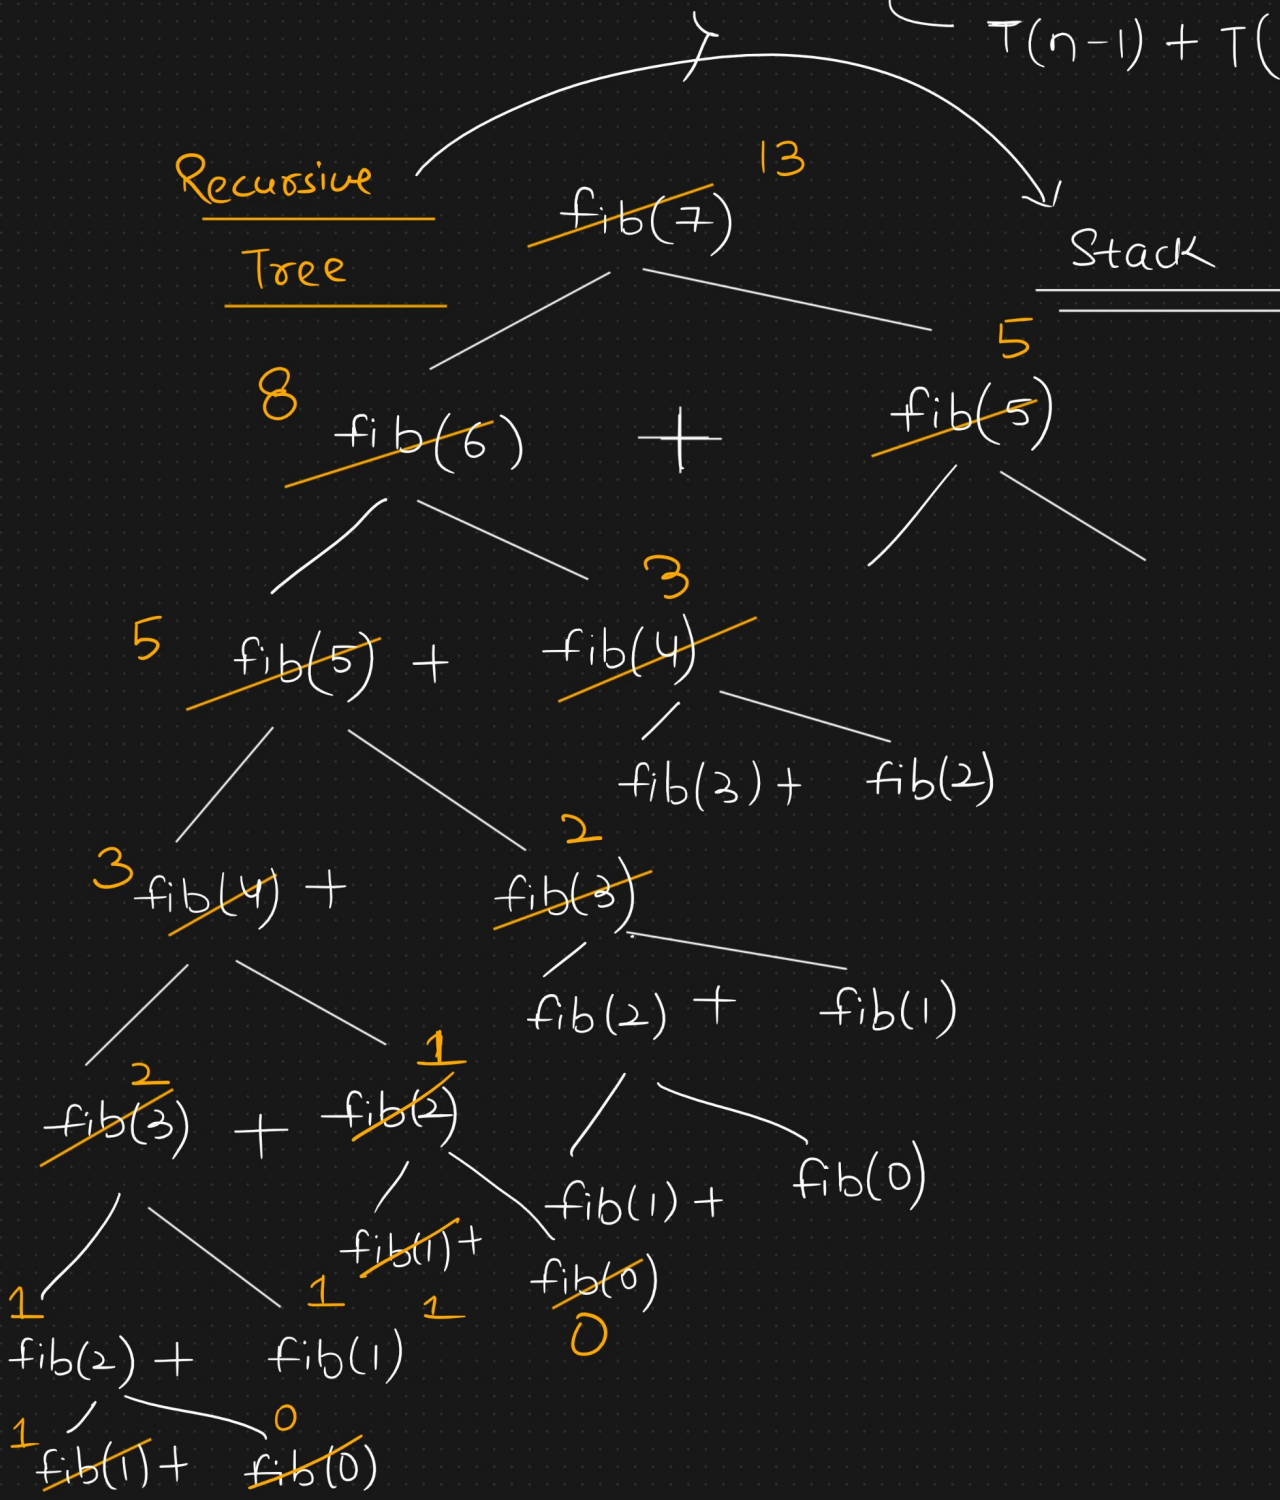 T(n-1) + T(
Recursive
Tree
13
fib(7)
Stack
8
fib(6) + fib(5)
5
5
fib(5) + fib(4)
3
fib(3) + fib(2)
3
fib(4) + fib(3)
2
fib(2) + fib(1)
2
fib(3) + fib(2)
1
fib(1) + fib(0)
fib(1) + fib(0)
1
0
1
fib(2) + fib(1)
1
1
fib(1) + fib(0)
0